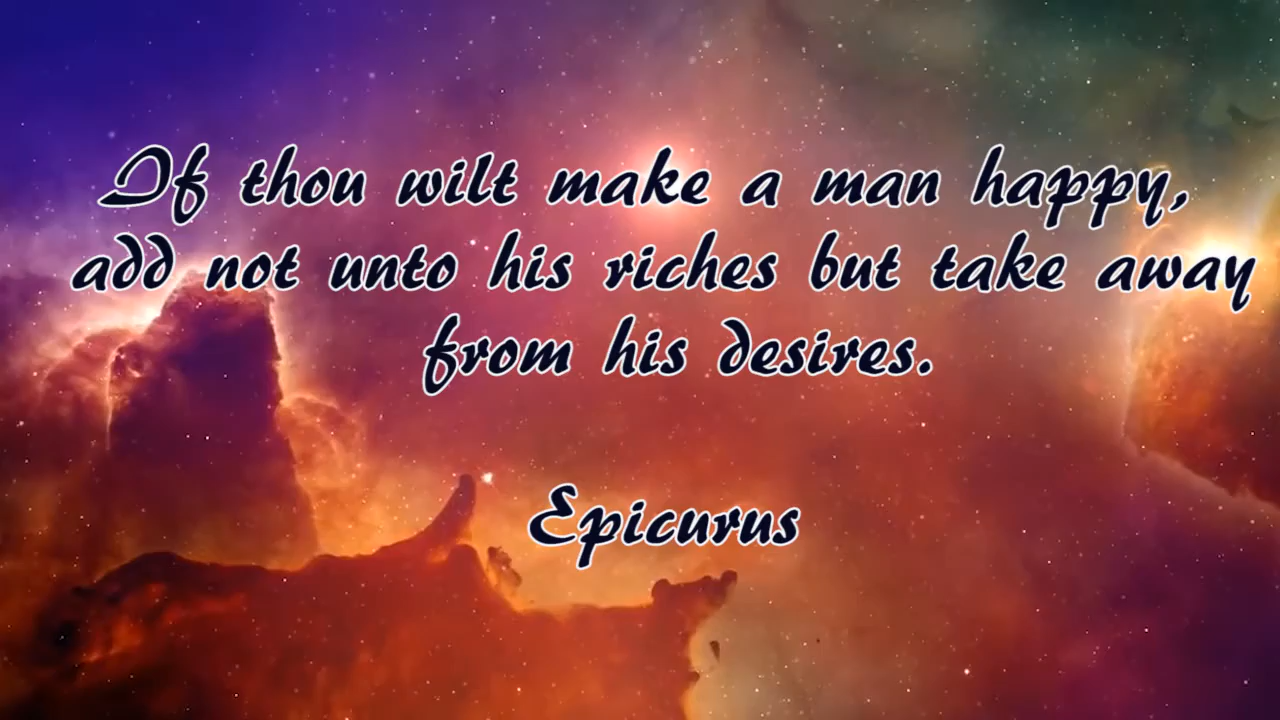 If thou wilt make a man happy,
add not unto his riches but take away
from his desires.
Epicurus